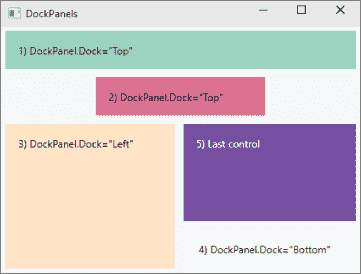 DockPanels
1) DockPanel.Dock="Top"
2) DockPanel.Dock="Top"
3) DockPanel.Dock="Left"
5) Last control
4) DockPanel.Dock="Bottom"